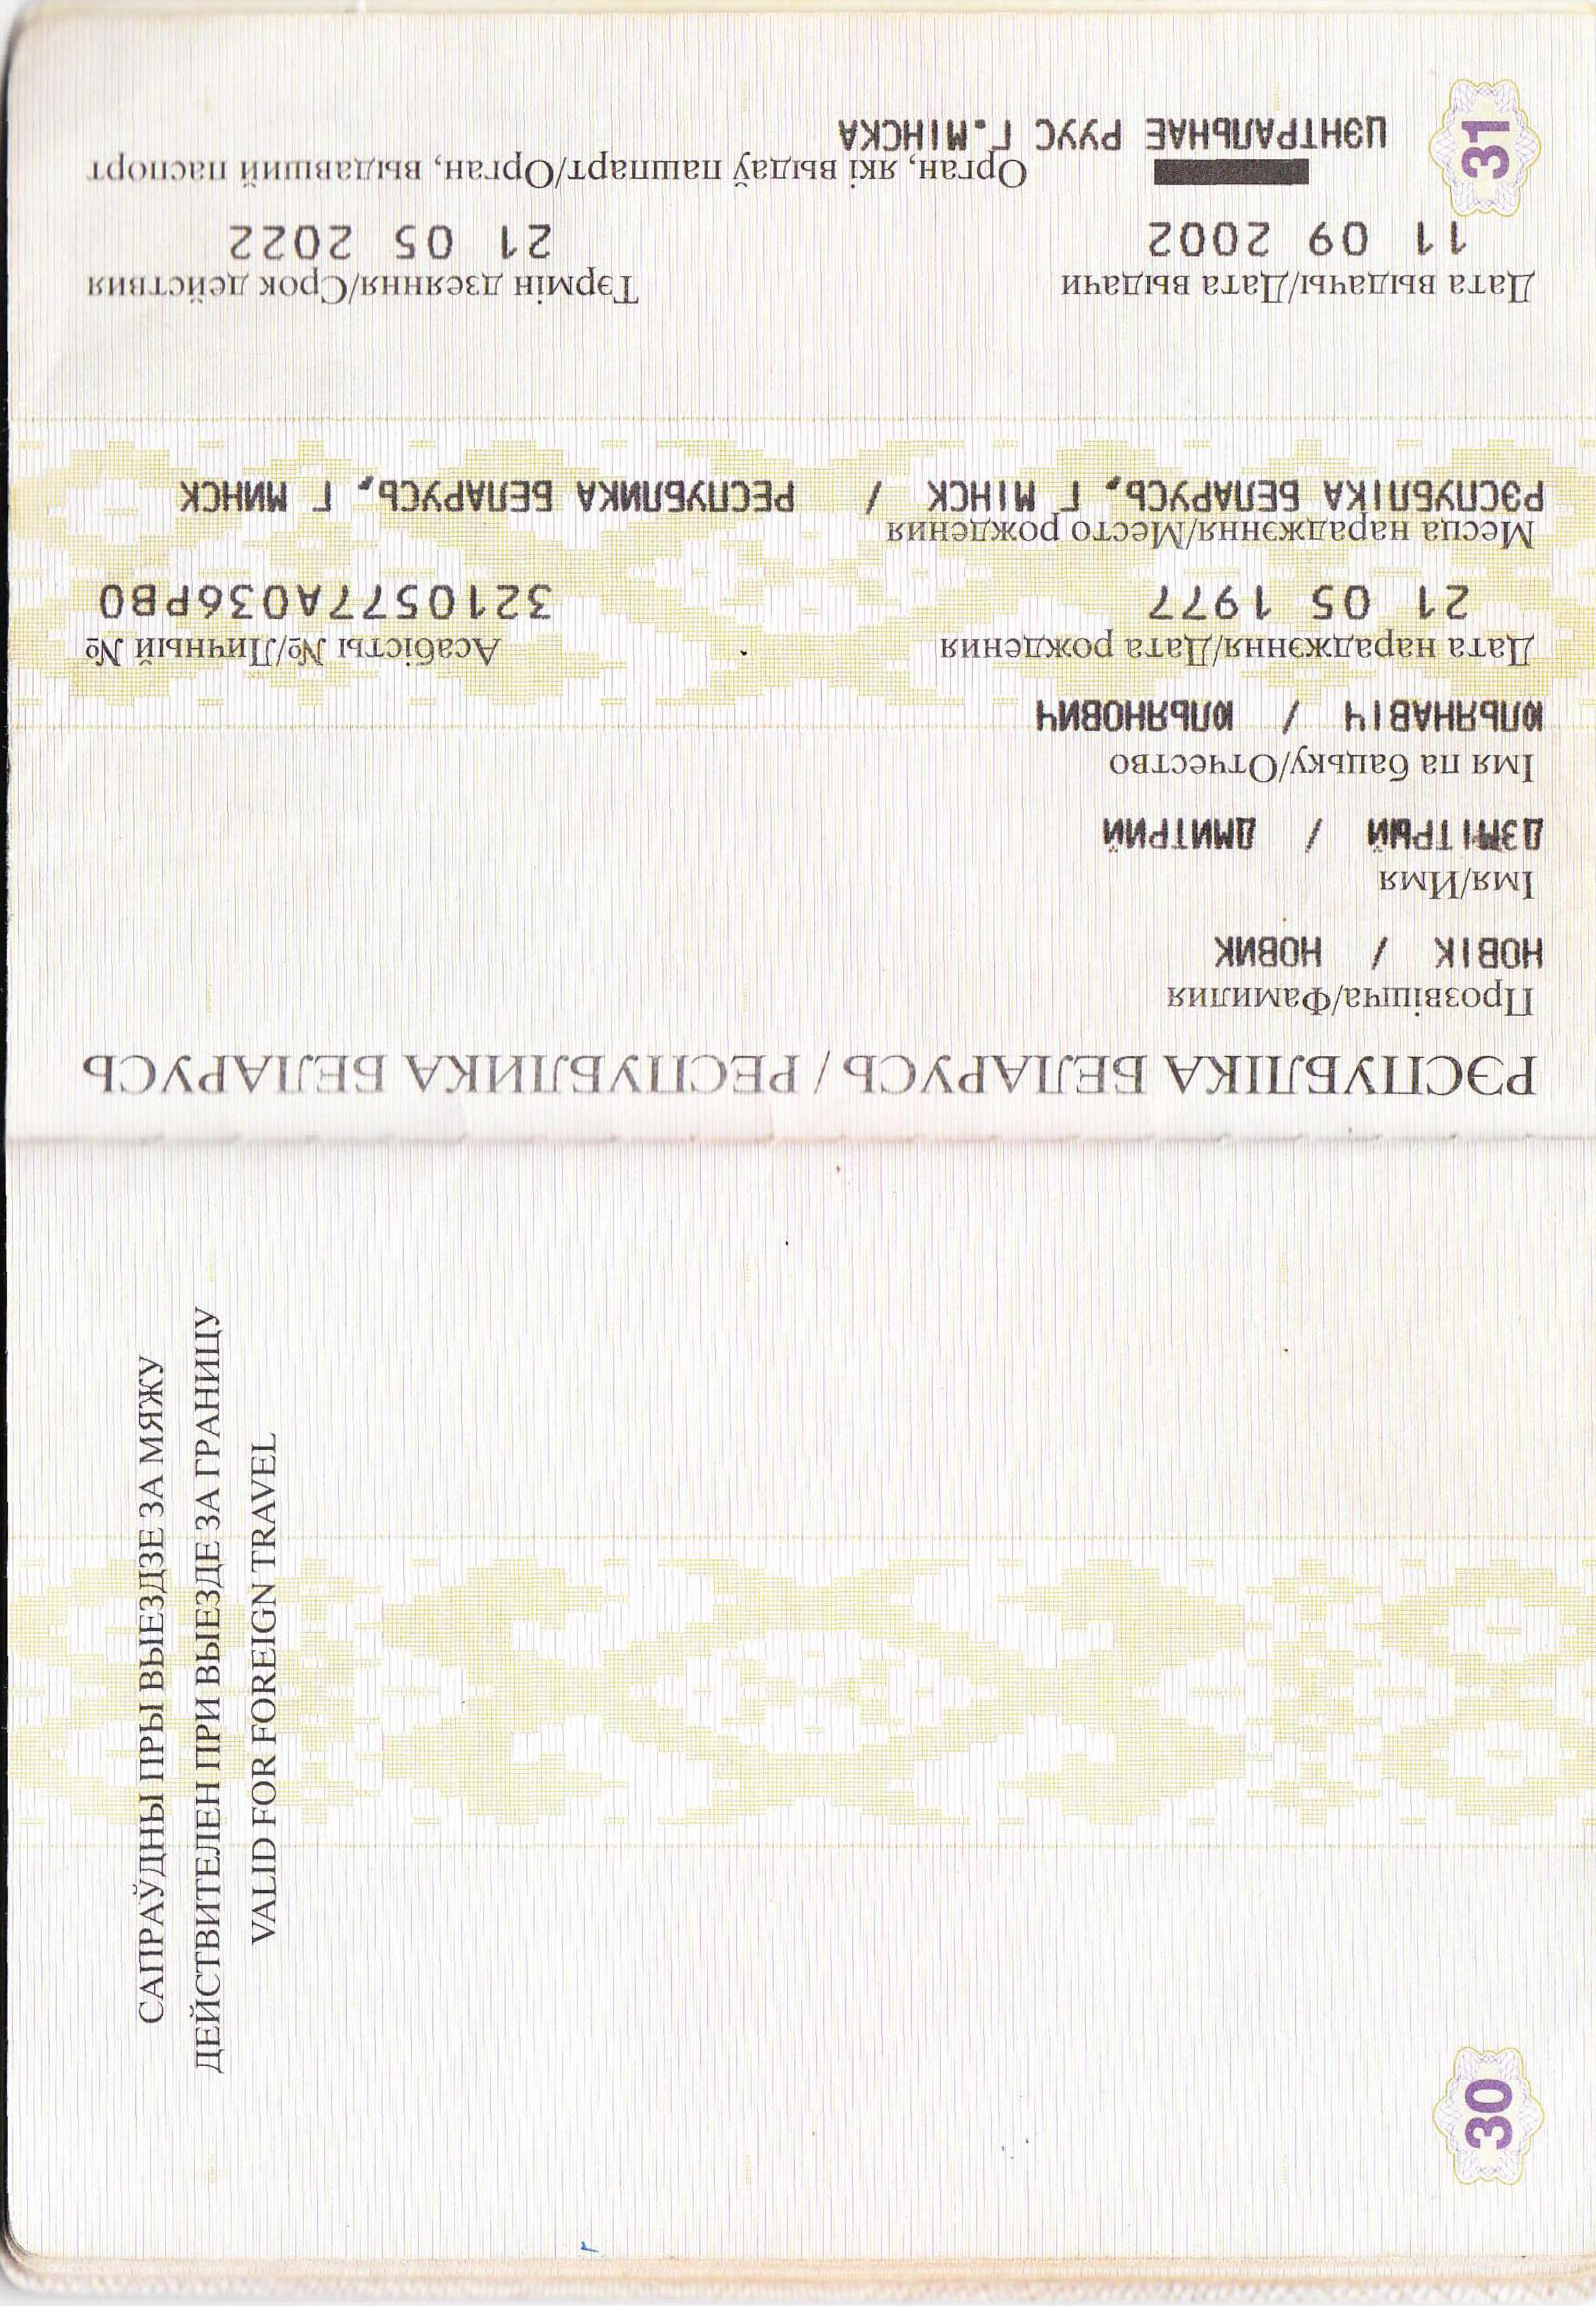 РЭСПУБЛІКА БЕЛАРУСЬ / РЕСПУБЛИКА БЕЛАРУСЬ
Прозвішча/Фамилия
НОВІК / НОВИК
Імя/Имя
ДЗМІТРЫЙ / ДМИТРИЙ
Імя па бацьку/Отчество
ЮЛЬЯНАВІЧ / ЮЛЬЯНОВИЧ
Дата нараджэння/Дата рождения Асабісты №/Личный №
21 05 1977 3210577А036РВ0
Месца нараджэння/Место рождения
РЭСПУБЛІКА БЕЛАРУСЬ, Г МІНСК / РЕСПУБЛИКА БЕЛАРУСЬ, Г МИНСК
Дата выдачы/Дата выдачи Тэрмін дзеяння/Срок действия
11 09 2002 21 05 2022
Орган, які выдаў пашпарт/Орган, выдавший паспорт
ЦЭНТРАЛЬНАЕ РУУС Г.МІНСКА
31
САПРАЎДНЫ ПРЫ ВЫЕЗДЗЕ ЗА МЯЖУ
ДЕЙСТВИТЕЛЕН ПРИ ВЫЕЗДЕ ЗА ГРАНИЦУ
VALID FOR FOREIGN TRAVEL
30